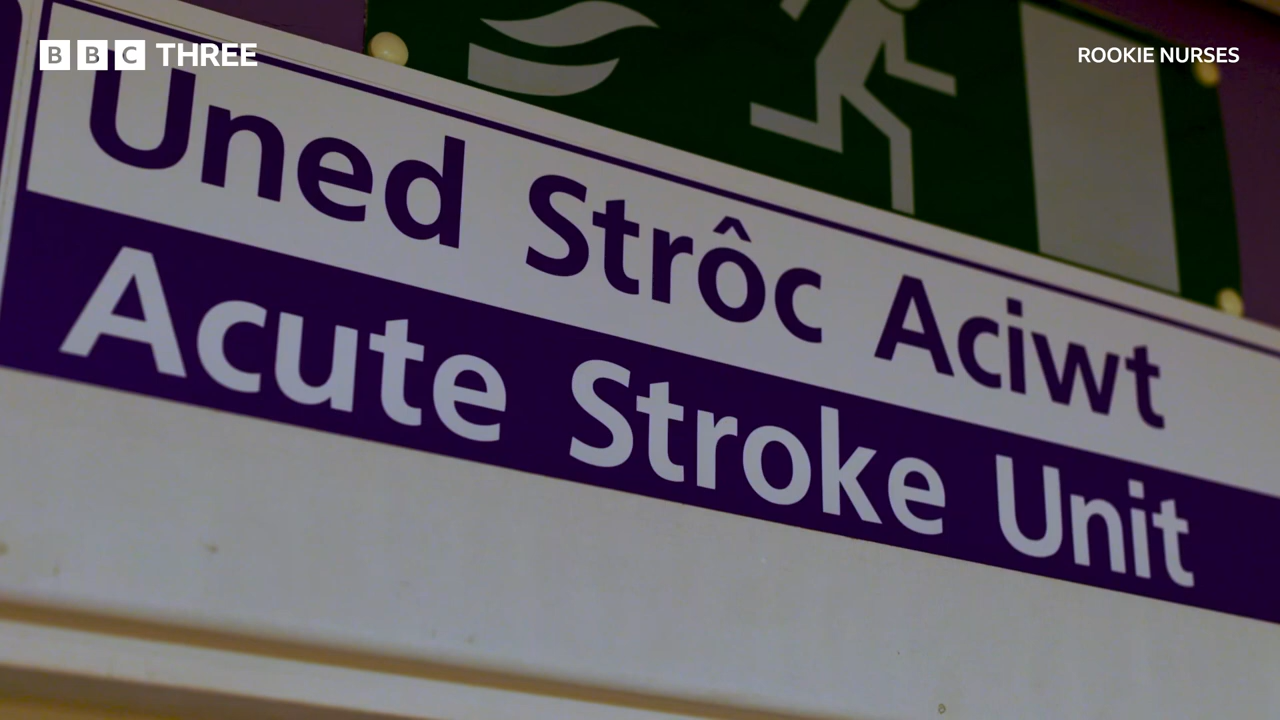 BBC THREE
ROOKIE NURSES
Uned Strôc Aciwt
Acute Stroke Unit